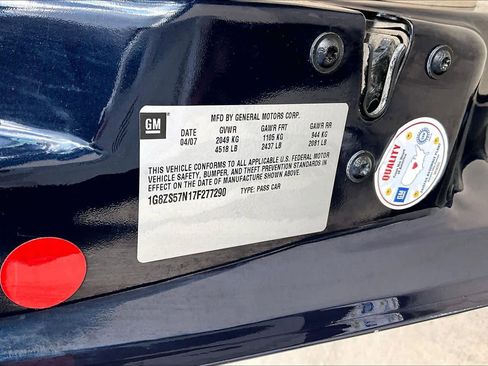 GM
MFD BY GENERAL MOTORS CORP.
DATE GVWR GAWR FRT GAWR RR
04/07 2049 KG 1105 KG 944 KG
4518 LB 2437 LB 2081 LB
THIS VEHICLE CONFORMS TO ALL APPLICABLE U.S. FEDERAL MOTOR
VEHICLE SAFETY, BUMPER, AND THEFT PREVENTION STANDARDS IN
EFFECT ON THE DATE OF MANUFACTURE SHOWN ABOVE.
1G8ZS57N17F277290 TYPE: PASS CAR
QUALITY
GM